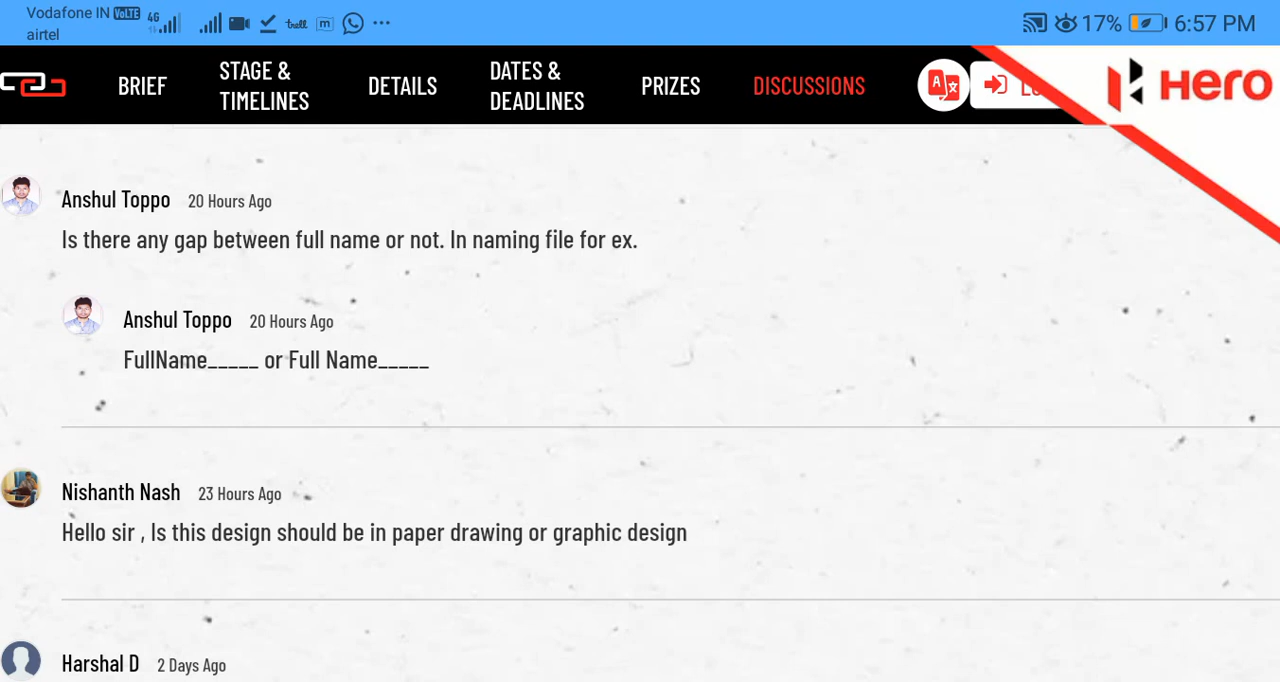 Vodafone IN VoLTE
airtel
4G
trell
m
17%
6:57 PM
BRIEF
STAGE &
TIMELINES
DETAILS
DATES &
DEADLINES
PRIZES
DISCUSSIONS
A
Hero
Anshul Toppo 20 Hours Ago
Is there any gap between full name or not. In naming file for ex.
Anshul Toppo 20 Hours Ago
FullName_____ or Full Name_____
Nishanth Nash 23 Hours Ago
Hello sir , Is this design should be in paper drawing or graphic design
Harshal D 2 Days Ago